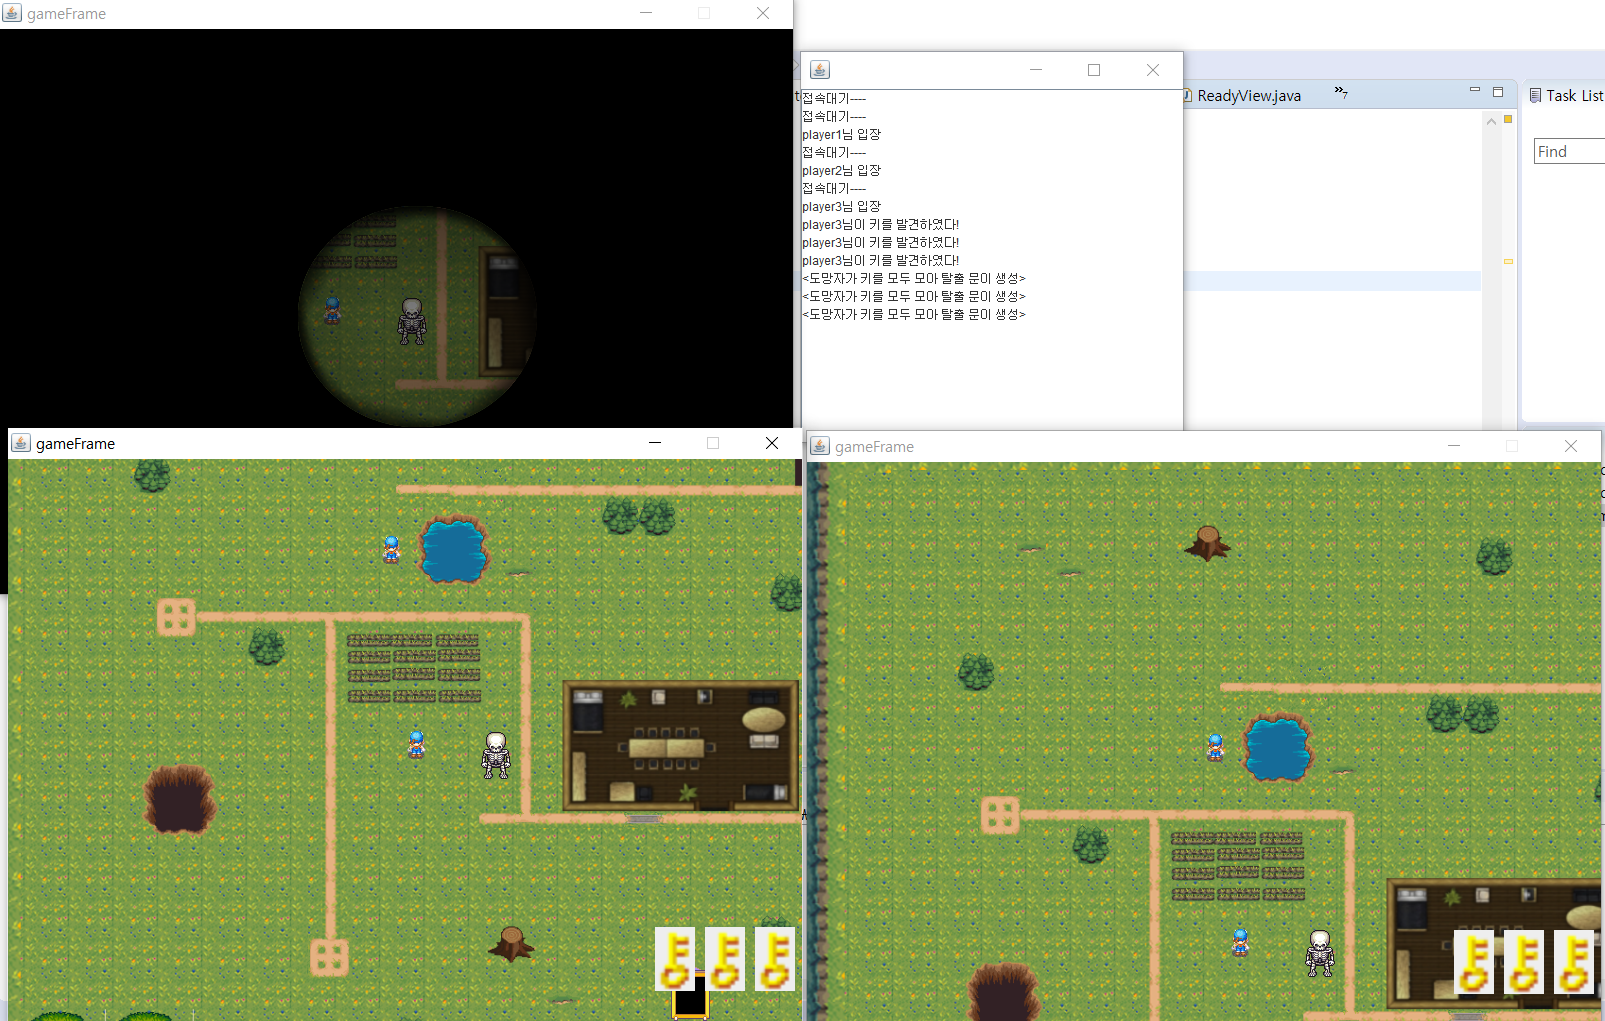 gameFrame
접속대기----
접속대기----
player1님 입장
접속대기----
player2님 입장
접속대기----
player3님 입장
player3님이 키를 발견하였다!
player3님이 키를 발견하였다!
player3님이 키를 발견하였다!
<도망자가 키를 모두 모아 탈출 문이 생성>
<도망자가 키를 모두 모아 탈출 문이 생성>
<도망자가 키를 모두 모아 탈출 문이 생성>
ReadyView.java
»7
Task List
Find
gameFrame
gameFrame